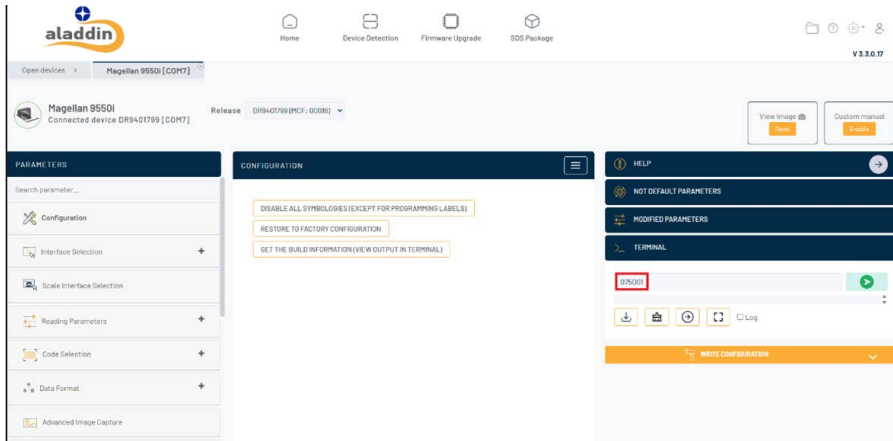 aladdin
Home
Device Detection
Firmware Upgrade
SDS Package
V 3.3.0.17
Open devices >
Magellan 9550i [COM7]
Magellan 9550i
Connected device DR9401799 [COM7]
Release
DR9401799 (MCF: 00016)
View Image
Open
Custom manual
Enable
PARAMETERS
Search parameter...
Configuration
Interface Selection
Scale Interface Selection
Reading Parameters
Code Selection
Data Format
Advanced Image Capture
CONFIGURATION
DISABLE ALL SYMBOLOGIES (EXCEPT FOR PROGRAMMING LABELS)
RESTORE TO FACTORY CONFIGURATION
GET THE BUILD INFORMATION (VIEW OUTPUT IN TERMINAL)
HELP
NOT DEFAULT PARAMETERS
MODIFIED PARAMETERS
TERMINAL
075D01
Log
WRITE CONFIGURATION